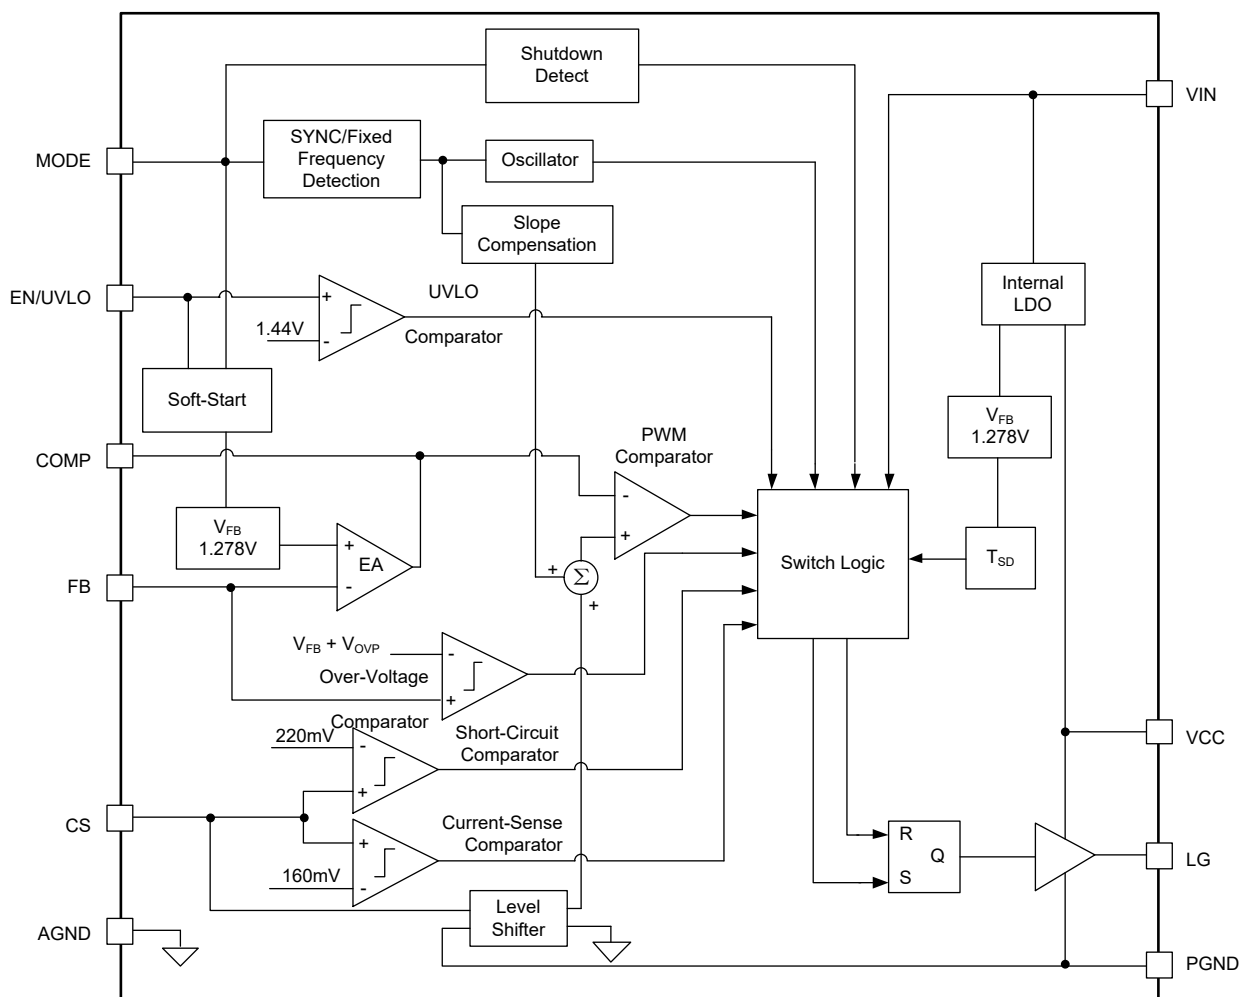 Shutdown
Detect
VIN
MODE
SYNC/Fixed
Frequency
Detection
Oscillator
Slope
Compensation
EN/UVLO
+
1.44V
-
UVLO
Comparator
Internal
LDO
Soft-Start
VFB
1.278V
COMP
PWM
Comparator
-
+
VFB
1.278V
+
EA
-
FB
Switch Logic
TSD
+
Σ
+
VFB + VOVP
-
Over-Voltage
+
Comparator
220mV
-
+
Short-Circuit
Comparator
VCC
CS
Current-Sense
Comparator
+
160mV
-
R
Q
S
LG
Level
Shifter
AGND
PGND